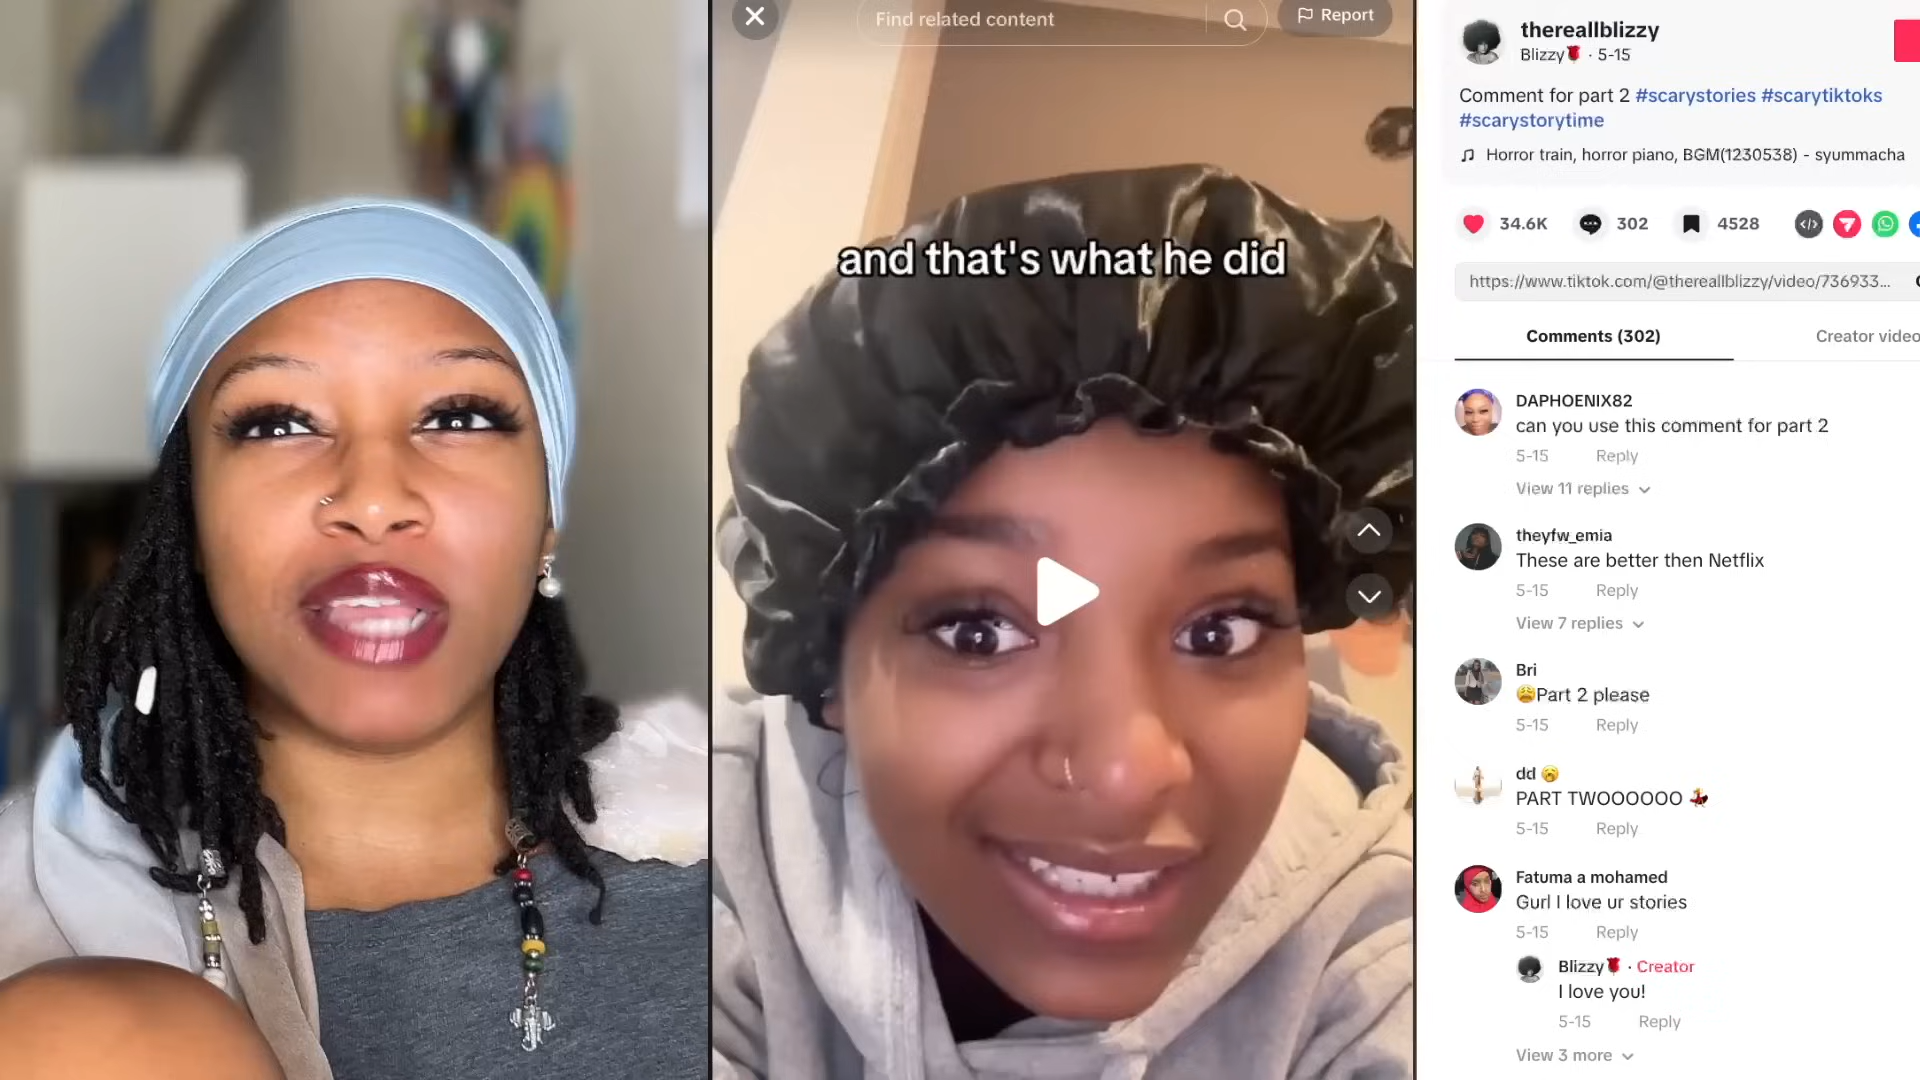 Find related content
Report
and that's what he did
thereallblizzy
Blizzy🌹 · 5-15
Comment for part 2 #scarystories #scarytiktoks
#scarystorytime
Horror train, horror piano, BGM(1230538) - syummacha
34.6K
302
4528
https://www.tiktok.com/@thereallblizzy/video/736933...
Comments (302)
Creator video
DAPHOENIX82
can you use this comment for part 2
5-15 Reply
View 11 replies
theyfw_emia
These are better then Netflix
5-15 Reply
View 7 replies
Bri
😩Part 2 please
5-15 Reply
dd 😭
PART TWOOOOOO 💃
5-15 Reply
Fatuma a mohamed
Gurl I love ur stories
5-15 Reply
Blizzy🌹 · Creator
I love you!
5-15 Reply
View 3 more